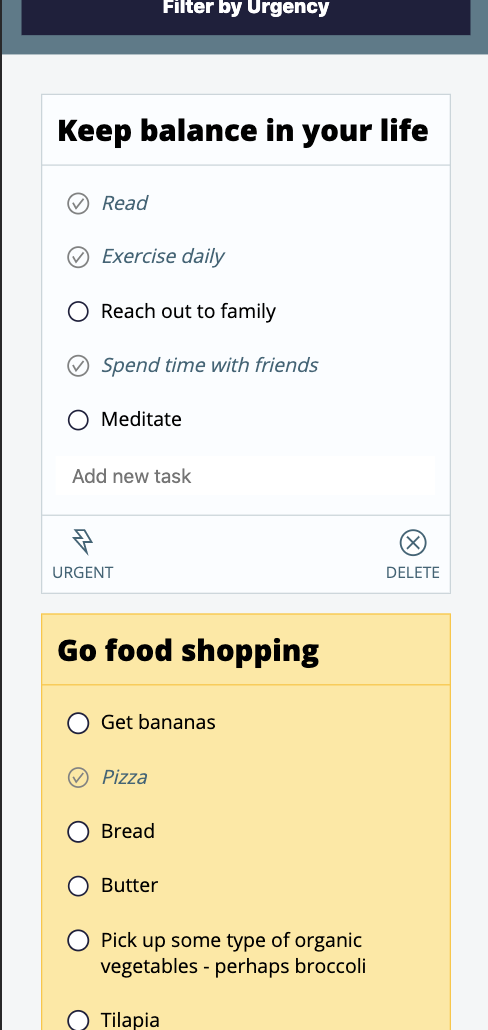 Filter by Urgency
Keep balance in your life
Read
Exercise daily
Reach out to family
Spend time with friends
Meditate
Add new task
URGENT
DELETE
Go food shopping
Get bananas
Pizza
Bread
Butter
Pick up some type of organic
vegetables - perhaps broccoli
Tilapia